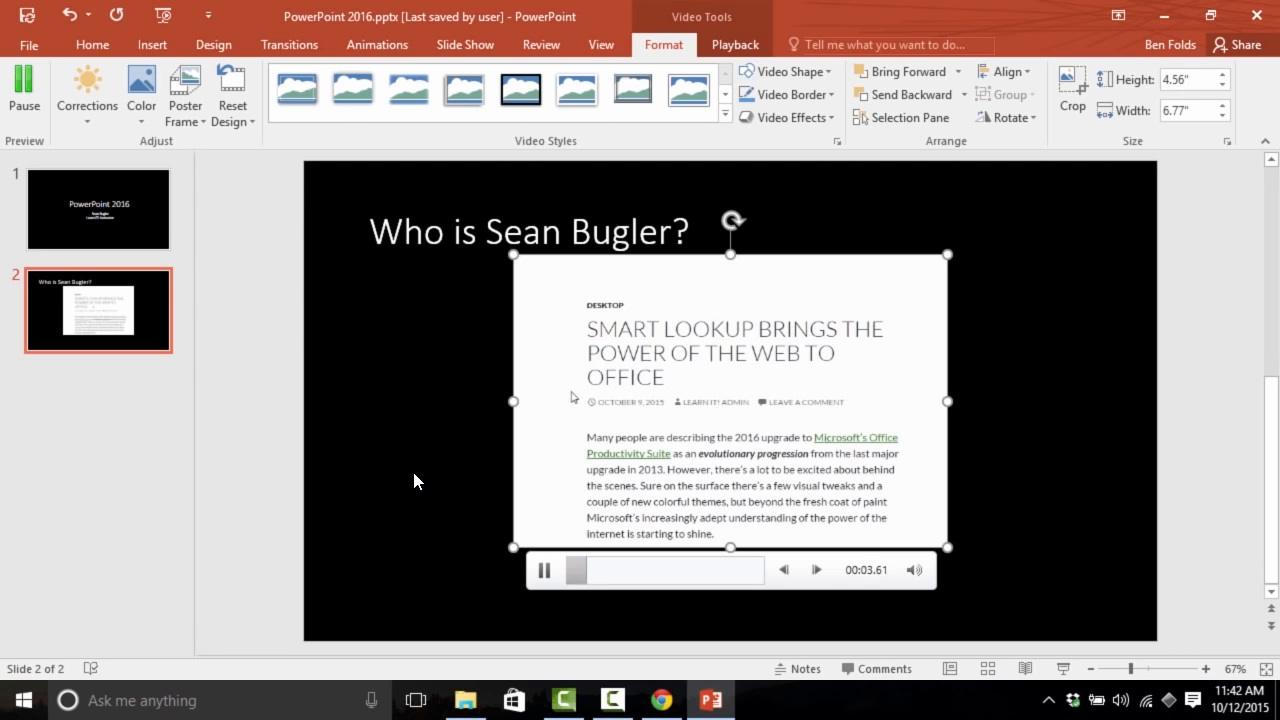 PowerPoint 2016.pptx [Last saved by user] - PowerPoint
Video Tools
File Home Insert Design Transitions Animations Slide Show Review View Format Playback Tell me what you want to do... Ben Folds Share
Pause
Corrections
Color
Poster Frame
Reset Design
Video Shape
Video Border
Video Effects
Bring Forward
Send Backward
Selection Pane
Align
Group
Rotate
Crop
Height: 4.56"
Width: 6.77"
Preview Adjust Video Styles Arrange Size
1
PowerPoint 2016
Sean Bugler
2
Who is Sean Bugler?
Who is Sean Bugler?
DESKTOP
SMART LOOKUP BRINGS THE
POWER OF THE WEB TO
OFFICE
OCTOBER 9, 2015 LEARN IT! ADMIN LEAVE A COMMENT
Many people are describing the 2016 upgrade to Microsoft's Office
Productivity Suite as an evolutionary progression from the last major
upgrade in 2013. However, there's a lot to be excited about behind
the scenes. Sure on the surface there's a few visual tweaks and a
couple of new colorful themes, but beyond the fresh coat of paint
Microsoft's increasingly adept understanding of the power of the
internet is starting to shine.
00:03.61
Slide 2 of 2
Notes Comments 67%
Ask me anything
11:42 AM
10/12/2015